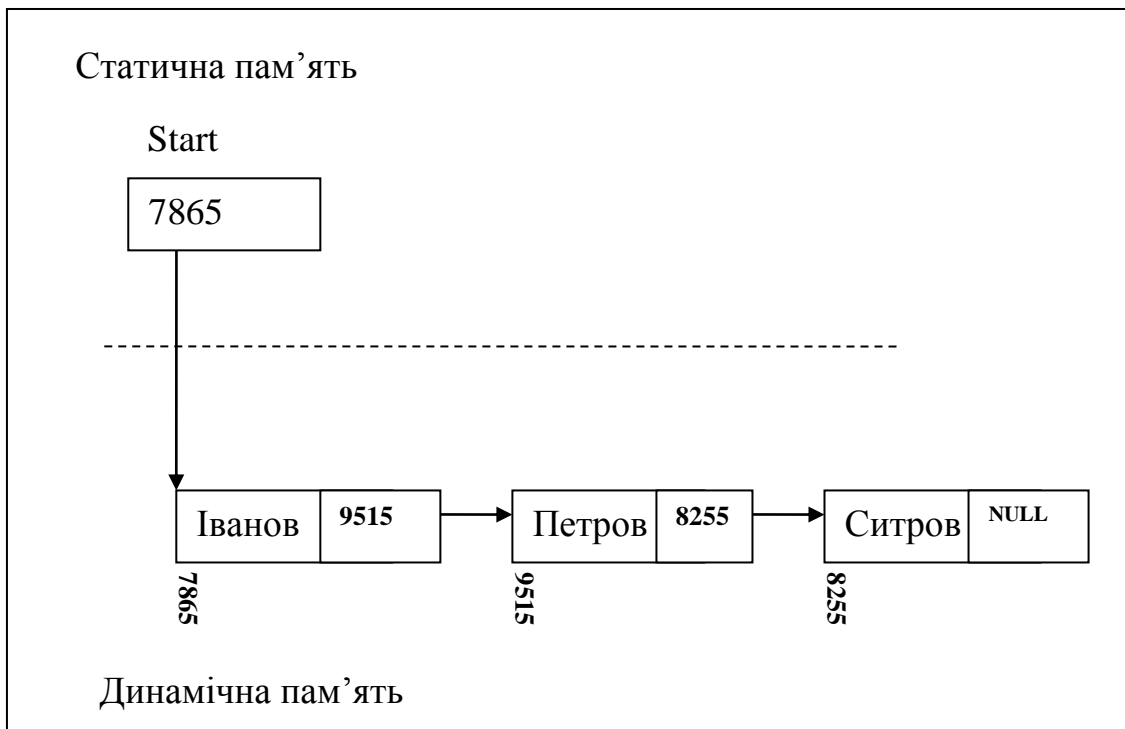 Статична пам’ять
Start
7865
Іванов 9515 Петров 8255 Ситров NULL
7865 9515 8255
Динамічна пам’ять